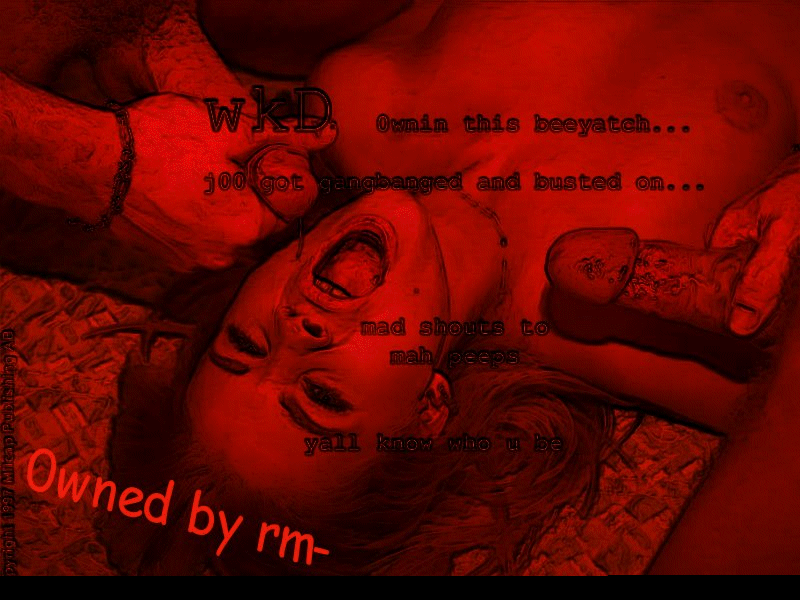 wkD
0wnin this beeyatch...
j00 got gangbanged and busted on...
mad shouts to
mah peeps
yall know who u be
Owned by rm-